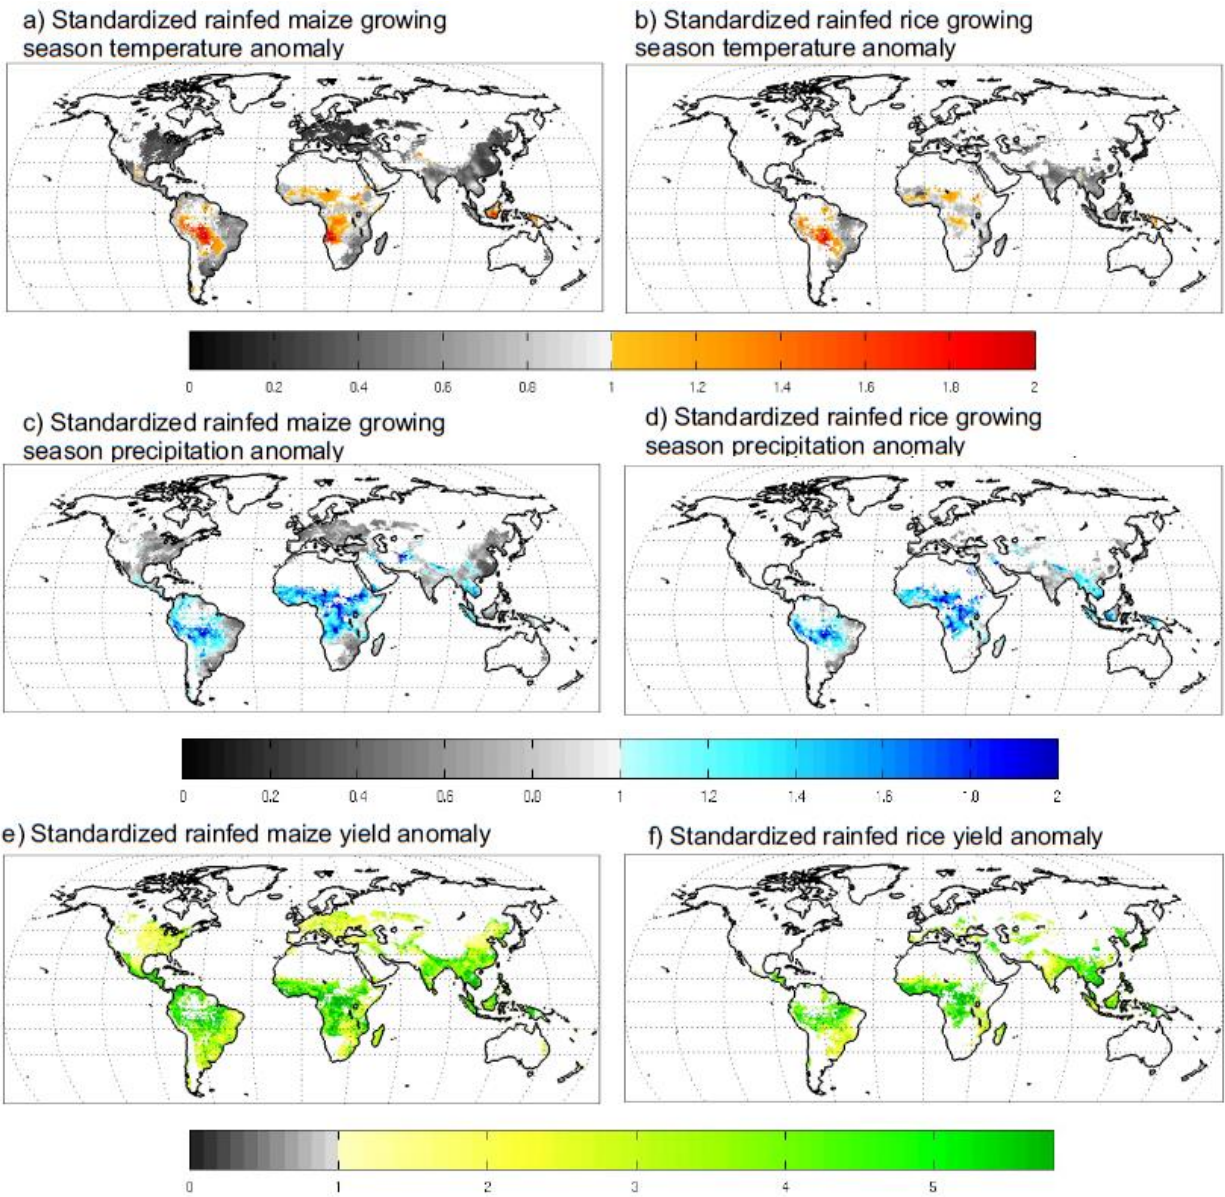 a) Standardized rainfed maize growing
season temperature anomaly
b) Standardized rainfed rice growing
season temperature anomaly
0 0.2 0.4 0.6 0.8 1 1.2 1.4 1.6 1.8 2
c) Standardized rainfed maize growing
season precipitation anomaly
d) Standardized rainfed rice growing
season precipitation anomaly
0 0.2 0.4 0.6 0.0 1 1.2 1.4 1.6 1.0 2
e) Standardized rainfed maize yield anomaly
f) Standardized rainfed rice yield anomaly
0 1 2 3 4 5